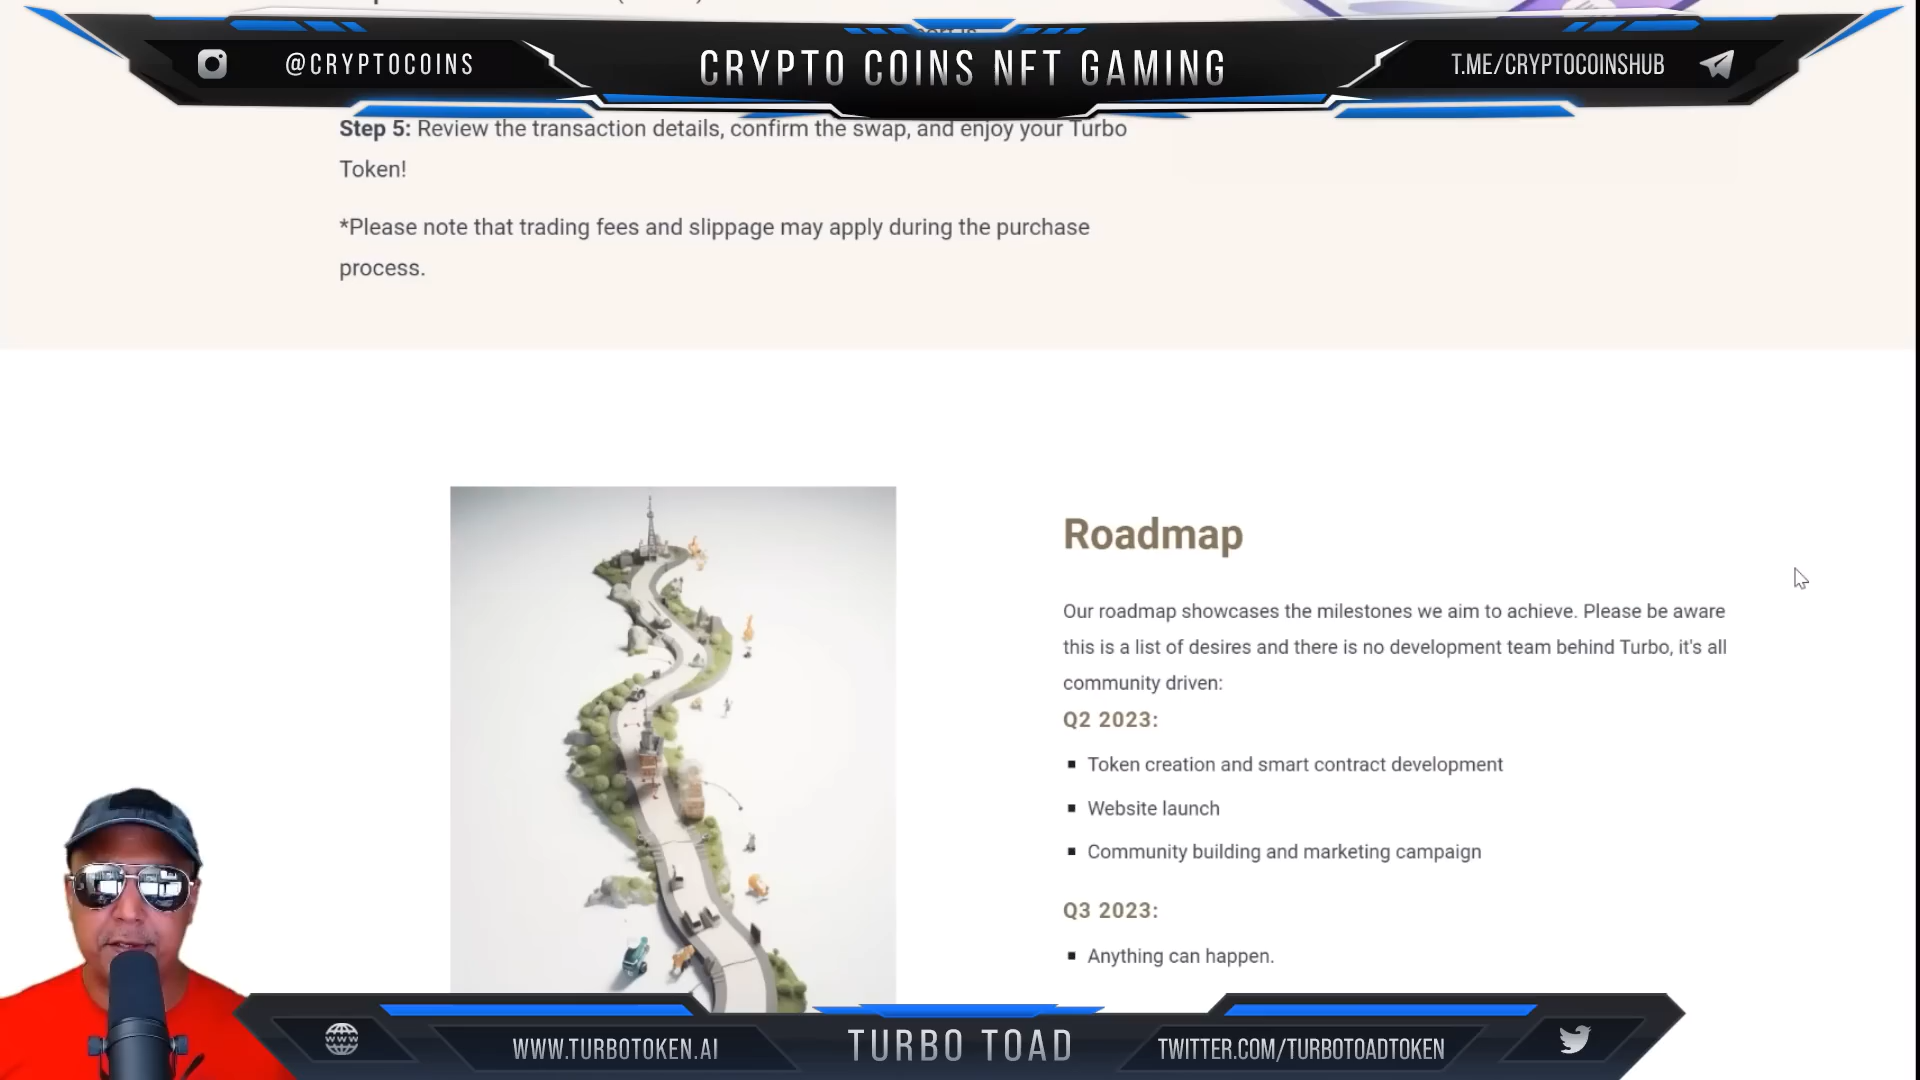 @CRYPTOCOINS
CRYPTO COINS NFT GAMING
T.ME/CRYPTOCOINSHUB
Step 5: Review the transaction details, confirm the swap, and enjoy your Turbo
Token!
*Please note that trading fees and slippage may apply during the purchase
process.
Roadmap
Our roadmap showcases the milestones we aim to achieve. Please be aware
this is a list of desires and there is no development team behind Turbo, it's all
community driven:
Q2 2023:
▪ Token creation and smart contract development
▪ Website launch
▪ Community building and marketing campaign
Q3 2023:
▪ Anything can happen.
WWW
WWW.TURBOTOKEN.AI
TURBO TOAD
TWITTER.COM/TURBOTOADTOKEN